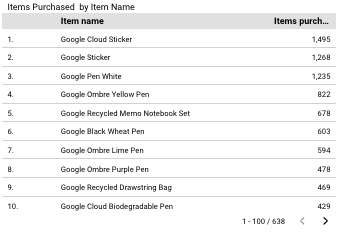 Items Purchased by Item Name
Item name Items purch...
1. Google Cloud Sticker 1,495
2. Google Sticker 1,268
3. Google Pen White 1,235
4. Google Ombre Yellow Pen 822
5. Google Recycled Memo Notebook Set 678
6. Google Black Wheat Pen 603
7. Google Ombre Lime Pen 594
8. Google Ombre Purple Pen 478
9. Google Recycled Drawstring Bag 469
10. Google Cloud Biodegradable Pen 429
1 - 100 / 638